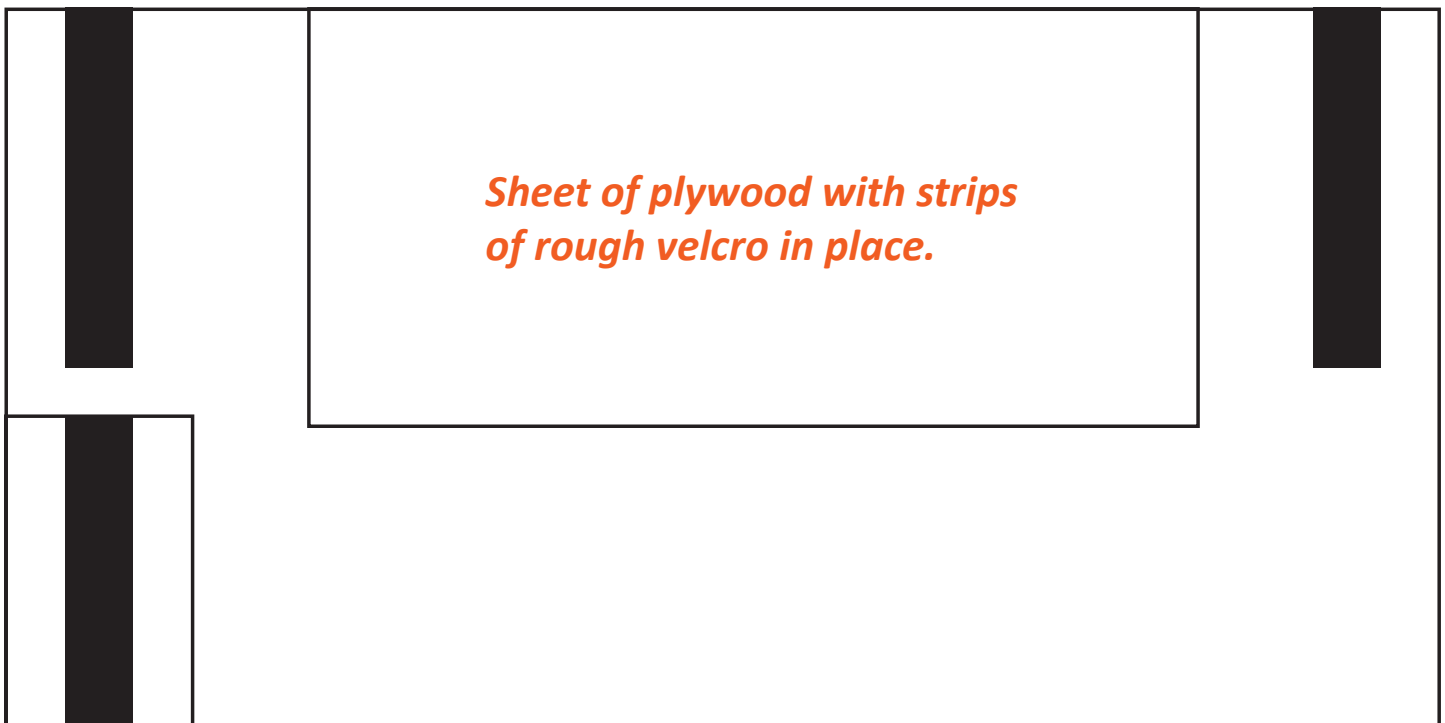 Sheet of plywood with strips
of rough velcro in place.